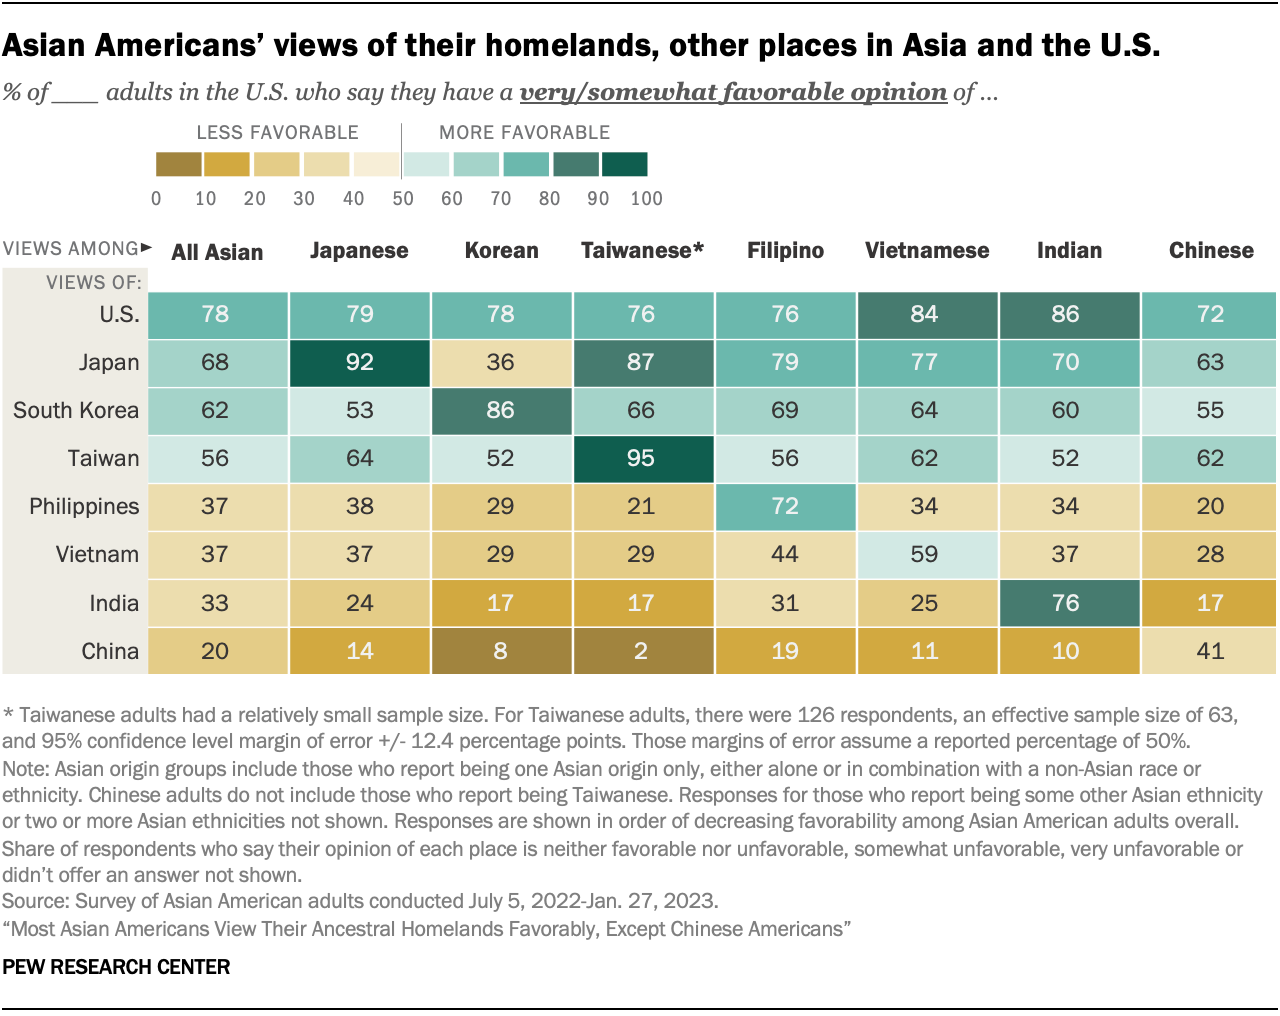 Asian Americans’ views of their homelands, other places in Asia and the U.S.
% of ___ adults in the U.S. who say they have a very/somewhat favorable opinion of ...
LESS FAVORABLE MORE FAVORABLE
0 10 20 30 40 50 60 70 80 90 100
VIEWS AMONG► All Asian Japanese Korean Taiwanese* Filipino Vietnamese Indian Chinese
VIEWS OF:
U.S. 78 79 78 76 76 84 86 72
Japan 68 92 36 87 79 77 70 63
South Korea 62 53 86 66 69 64 60 55
Taiwan 56 64 52 95 56 62 52 62
Philippines 37 38 29 21 72 34 34 20
Vietnam 37 37 29 29 44 59 37 28
India 33 24 17 17 31 25 76 17
China 20 14 8 2 19 11 10 41
* Taiwanese adults had a relatively small sample size. For Taiwanese adults, there were 126 respondents, an effective sample size of 63,
and 95% confidence level margin of error +/- 12.4 percentage points. Those margins of error assume a reported percentage of 50%.
Note: Asian origin groups include those who report being one Asian origin only, either alone or in combination with a non-Asian race or
ethnicity. Chinese adults do not include those who report being Taiwanese. Responses for those who report being some other Asian ethnicity
or two or more Asian ethnicities not shown. Responses are shown in order of decreasing favorability among Asian American adults overall.
Share of respondents who say their opinion of each place is neither favorable nor unfavorable, somewhat unfavorable, very unfavorable or
didn’t offer an answer not shown.
Source: Survey of Asian American adults conducted July 5, 2022-Jan. 27, 2023.
“Most Asian Americans View Their Ancestral Homelands Favorably, Except Chinese Americans”
PEW RESEARCH CENTER